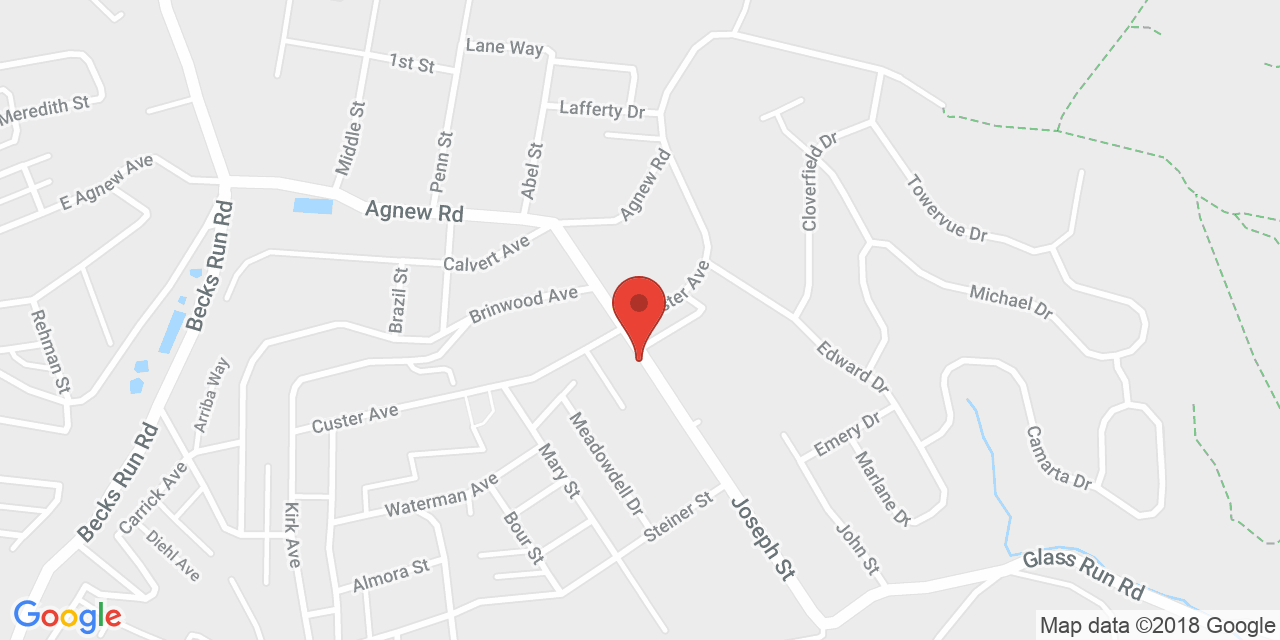 Lane Way
1st St
Meredith St
Lafferty Dr
Middle St
Penn St
Abel St
E Agnew Ave
Agnew Rd
Agnew Rd
Cloverfield Dr
Towervue Dr
Becks Run Rd
Calvert Ave
Brazil St
Brinwood Ave
ster Ave
Michael Dr
Rehman St
Arriba Way
Edward Dr
Custer Ave
Emery Dr
Meadowdell Dr
Mary St
Marlane Dr
Camarta Dr
Becks Run Rd
Carrick Ave
Waterman Ave
Steiner St
Joseph St
John St
Kirk Ave
Bour St
Diehl Ave
Almora St
Glass Run Rd
Google
Map data ©2018 Google